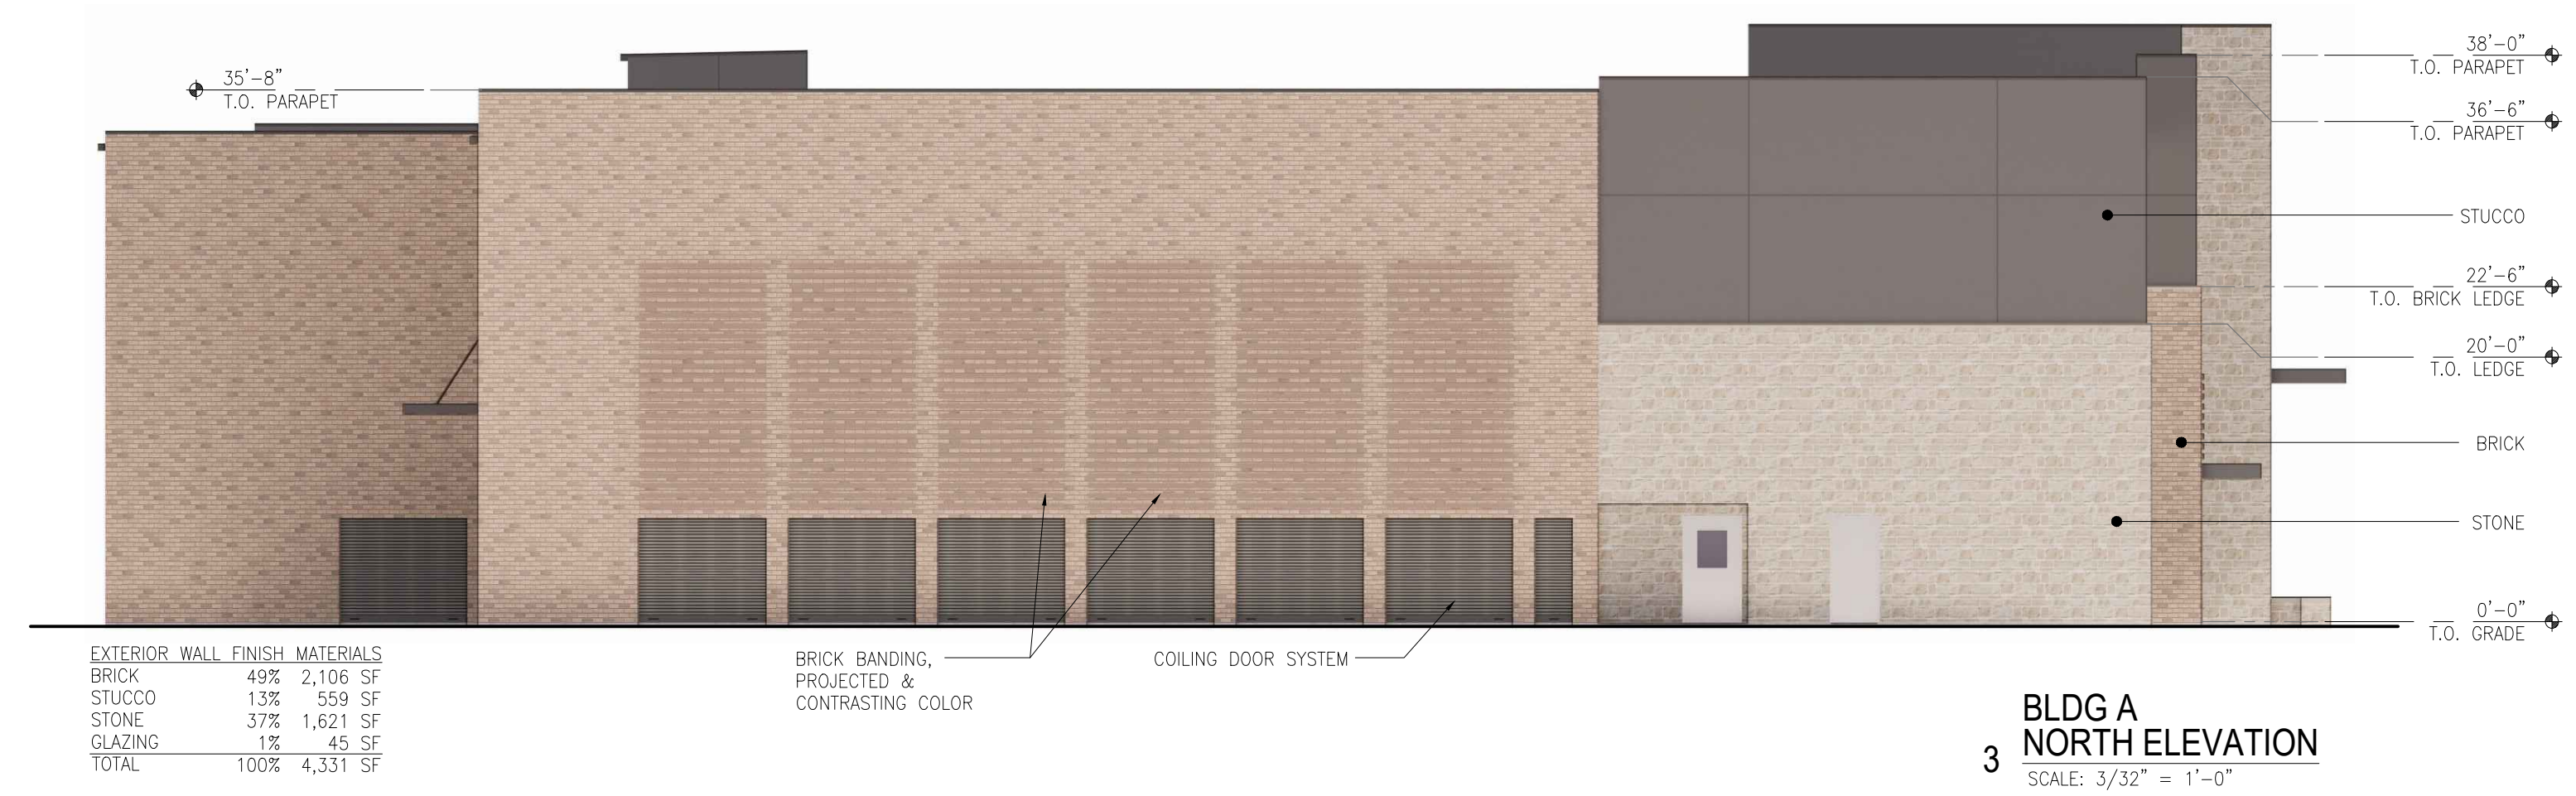 35'-8"
T.O. PARAPET
38'-0"
T.O. PARAPET
36'-6"
T.O. PARAPET
STUCCO
22'-6"
T.O. BRICK LEDGE
20'-0"
T.O. LEDGE
BRICK
STONE
0'-0"
T.O. GRADE
EXTERIOR WALL FINISH MATERIALS
BRICK 49% 2,106 SF
STUCCO 13% 559 SF
STONE 37% 1,621 SF
GLAZING 1% 45 SF
TOTAL 100% 4,331 SF
BRICK BANDING,
PROJECTED &
CONTRASTING COLOR
COILING DOOR SYSTEM
3
BLDG A
NORTH ELEVATION
SCALE: 3/32" = 1'-0"